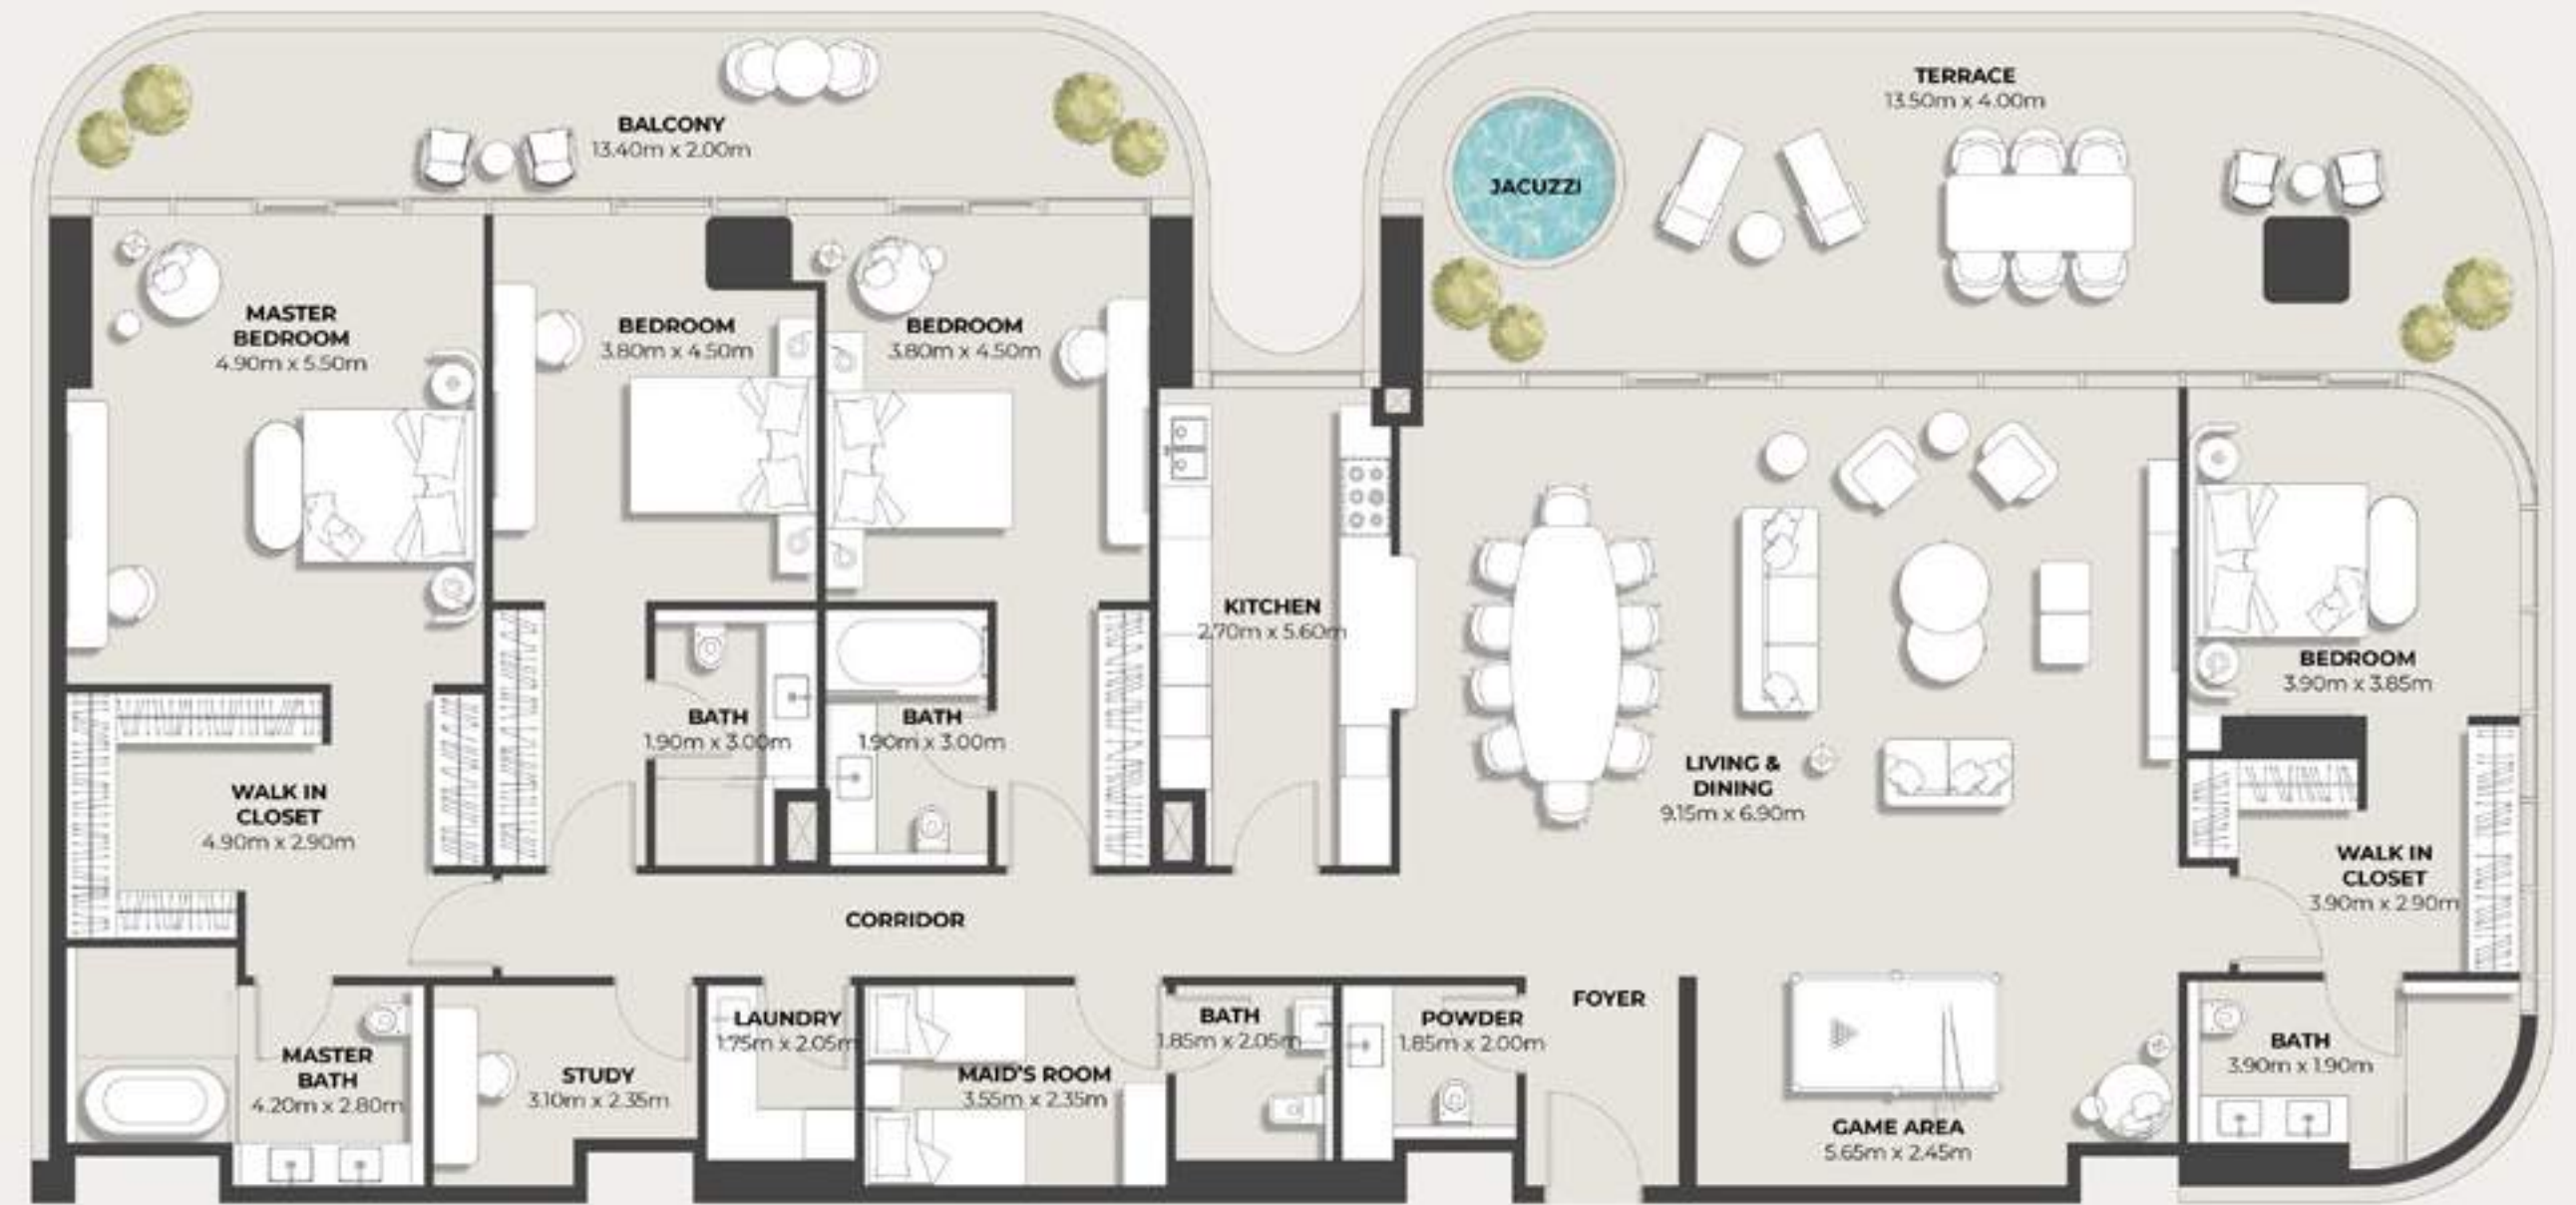 BALCONY
13.40m x 2.00m
TERRACE
13.50m x 4.00m
JACUZZI
MASTER
BEDROOM
4.90m x 5.50m
BEDROOM
3.80m x 4.50m
BEDROOM
3.80m x 4.50m
KITCHEN
2.70m x 5.60m
BEDROOM
3.90m x 3.85m
BATH
1.90m x 3.00m
BATH
1.90m x 3.00m
LIVING &
DINING
9.15m x 6.90m
WALK IN
CLOSET
4.90m x 2.90m
WALK IN
CLOSET
3.90m x 2.90m
CORRIDOR
FOYER
MASTER
BATH
4.20m x 2.80m
STUDY
3.10m x 2.35m
LAUNDRY
1.75m x 2.05m
MAID'S ROOM
3.55m x 2.35m
BATH
1.85m x 2.05m
POWDER
1.85m x 2.00m
GAME AREA
5.65m x 2.45m
BATH
3.90m x 1.90m